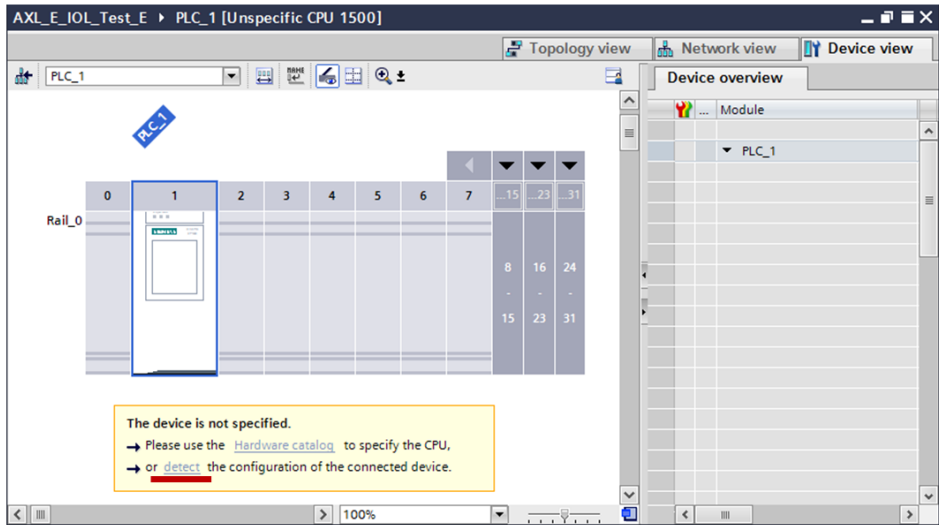 AXL_E_IOL_Test_E ▸ PLC_1 [Unspecific CPU 1500]
Topology view
Network view
Device view
PLC_1
Device overview
... Module
PLC_1
PLC_1
0 1 2 3 4 5 6 7 ...15 ...23 ...31
Rail_0
8 16 24
- - -
15 23 31
The device is not specified.
→ Please use the Hardware catalog to specify the CPU,
→ or detect the configuration of the connected device.
100%